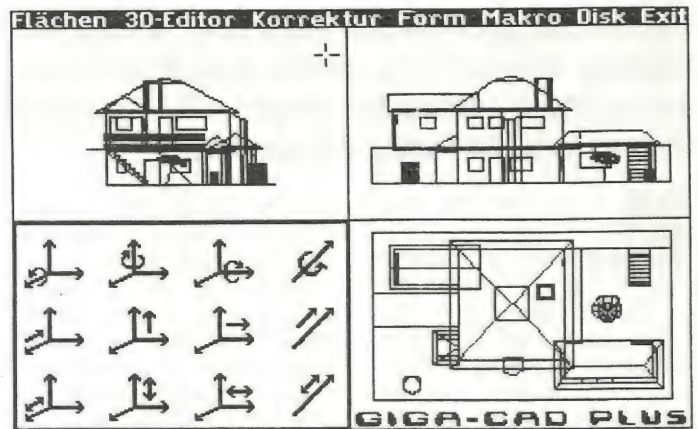 Flächen 3D-Editor Korrektur Form Makro Disk Exit
GIGA-CAD PLUS